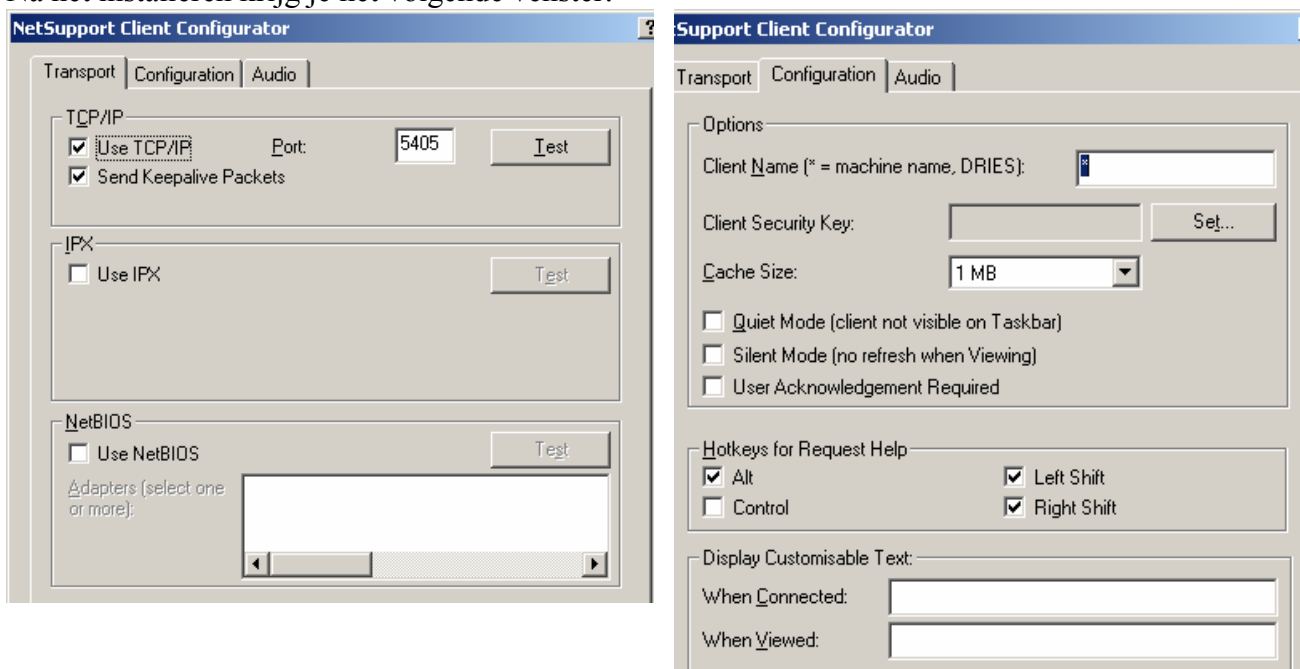 NetSupport Client Configurator
Transport Configuration Audio
TCP/IP
Use TCP/IP Port: 5405 Test
Send Keepalive Packets
IPX
Use IPX Test
NetBIOS
Use NetBIOS Test
Adapters (select one
or more):
Support Client Configurator
Transport Configuration Audio
Options
Client Name (* = machine name, DRIES): *
Client Security Key: Set...
Cache Size: 1 MB
Quiet Mode (client not visible on Taskbar)
Silent Mode (no refresh when Viewing)
User Acknowledgement Required
Hotkeys for Request Help
Alt Left Shift
Control Right Shift
Display Customisable Text:
When Connected:
When Viewed: